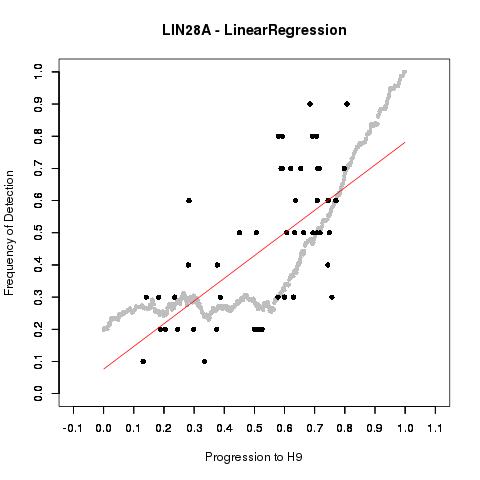 LIN28A - LinearRegression
Frequency of Detection
1.0
0.9
0.8
0.7
0.6
0.5
0.4
0.3
0.2
0.1
0.0
-0.1 0.0 0.1 0.2 0.3 0.4 0.5 0.6 0.7 0.8 0.9 1.0 1.1
Progression to H9